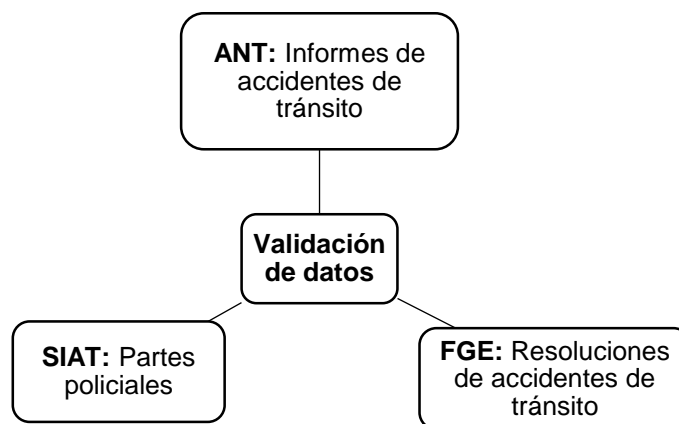 ANT: Informes de
accidentes de
tránsito
Validación
de datos
SIAT: Partes
policiales
FGE: Resoluciones
de accidentes de
tránsito